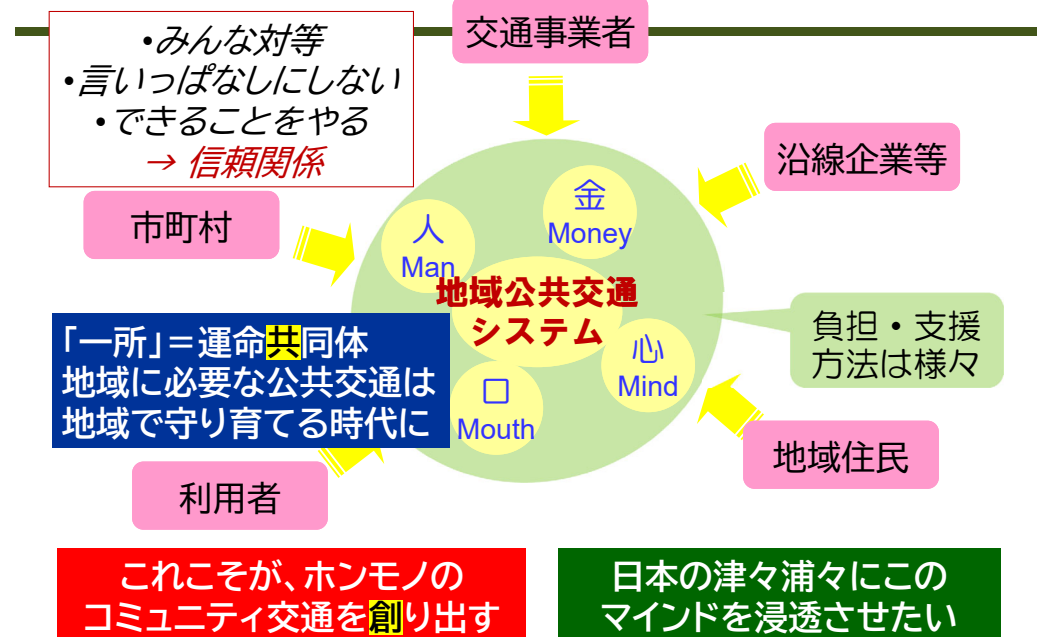 交通事業者
•みんな対等
•言いっぱなしにしない
•できることをやる
→ 信頼関係
沿線企業等
市町村
金
Money
人
Man
地域公共交通
システム
負担・支援
方法は様々
心
Mind
口
Mouth
「一所」＝運命共同体
地域に必要な公共交通は
地域で守り育てる時代に
地域住民
利用者
これこそが、ホンモノの
コミュニティ交通を創り出す
日本の津々浦々にこの
マインドを浸透させたい